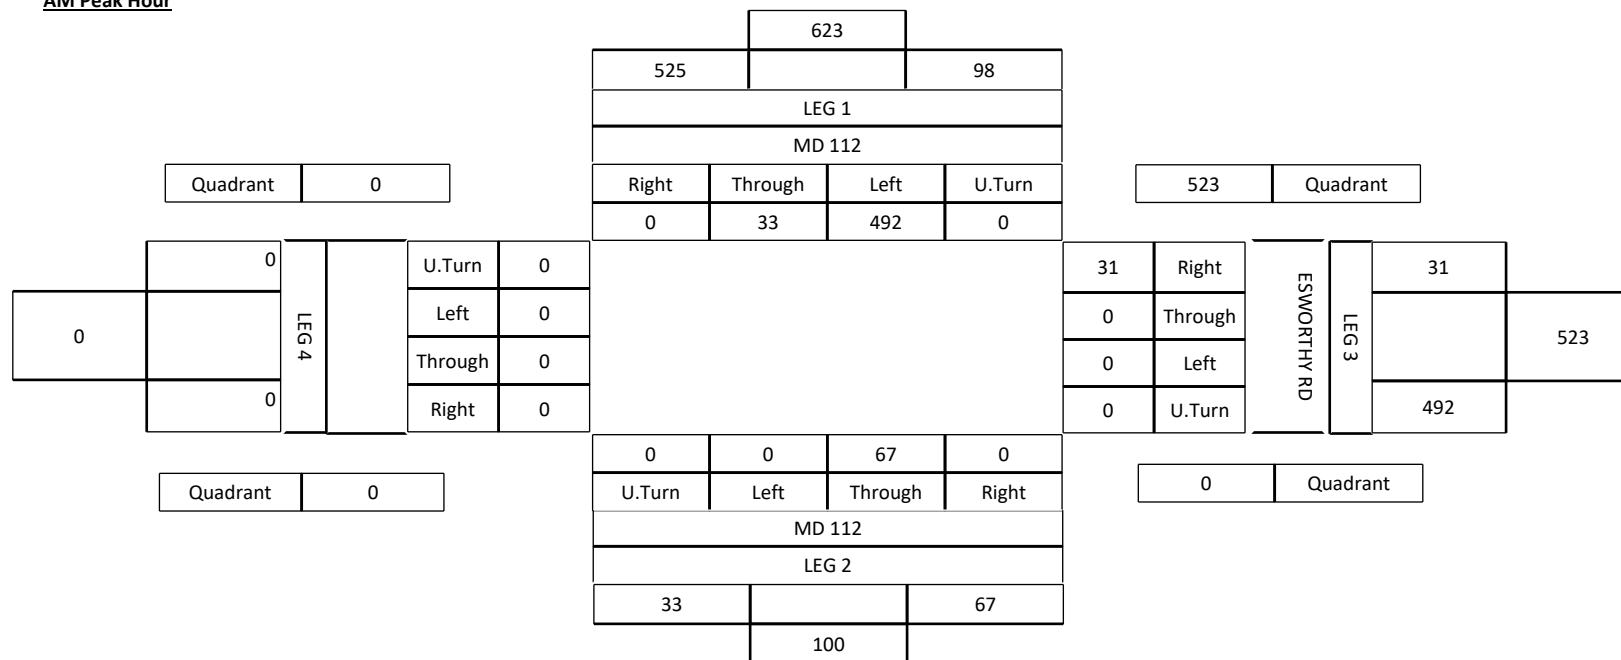 AM Peak Hour
623
525 98
LEG 1
MD 112
Quadrant 0
Right Through Left U.Turn
523 Quadrant
0 33 492 0
0
0
0
LEG 4
U.Turn 0
Left 0
Through 0
Right 0
31 Right
0 Through
0 Left
0 U.Turn
ESWORTHY RD
LEG 3
31
523
492
0 0 67 0
Quadrant 0
U.Turn Left Through Right
0 Quadrant
MD 112
LEG 2
33 67
100